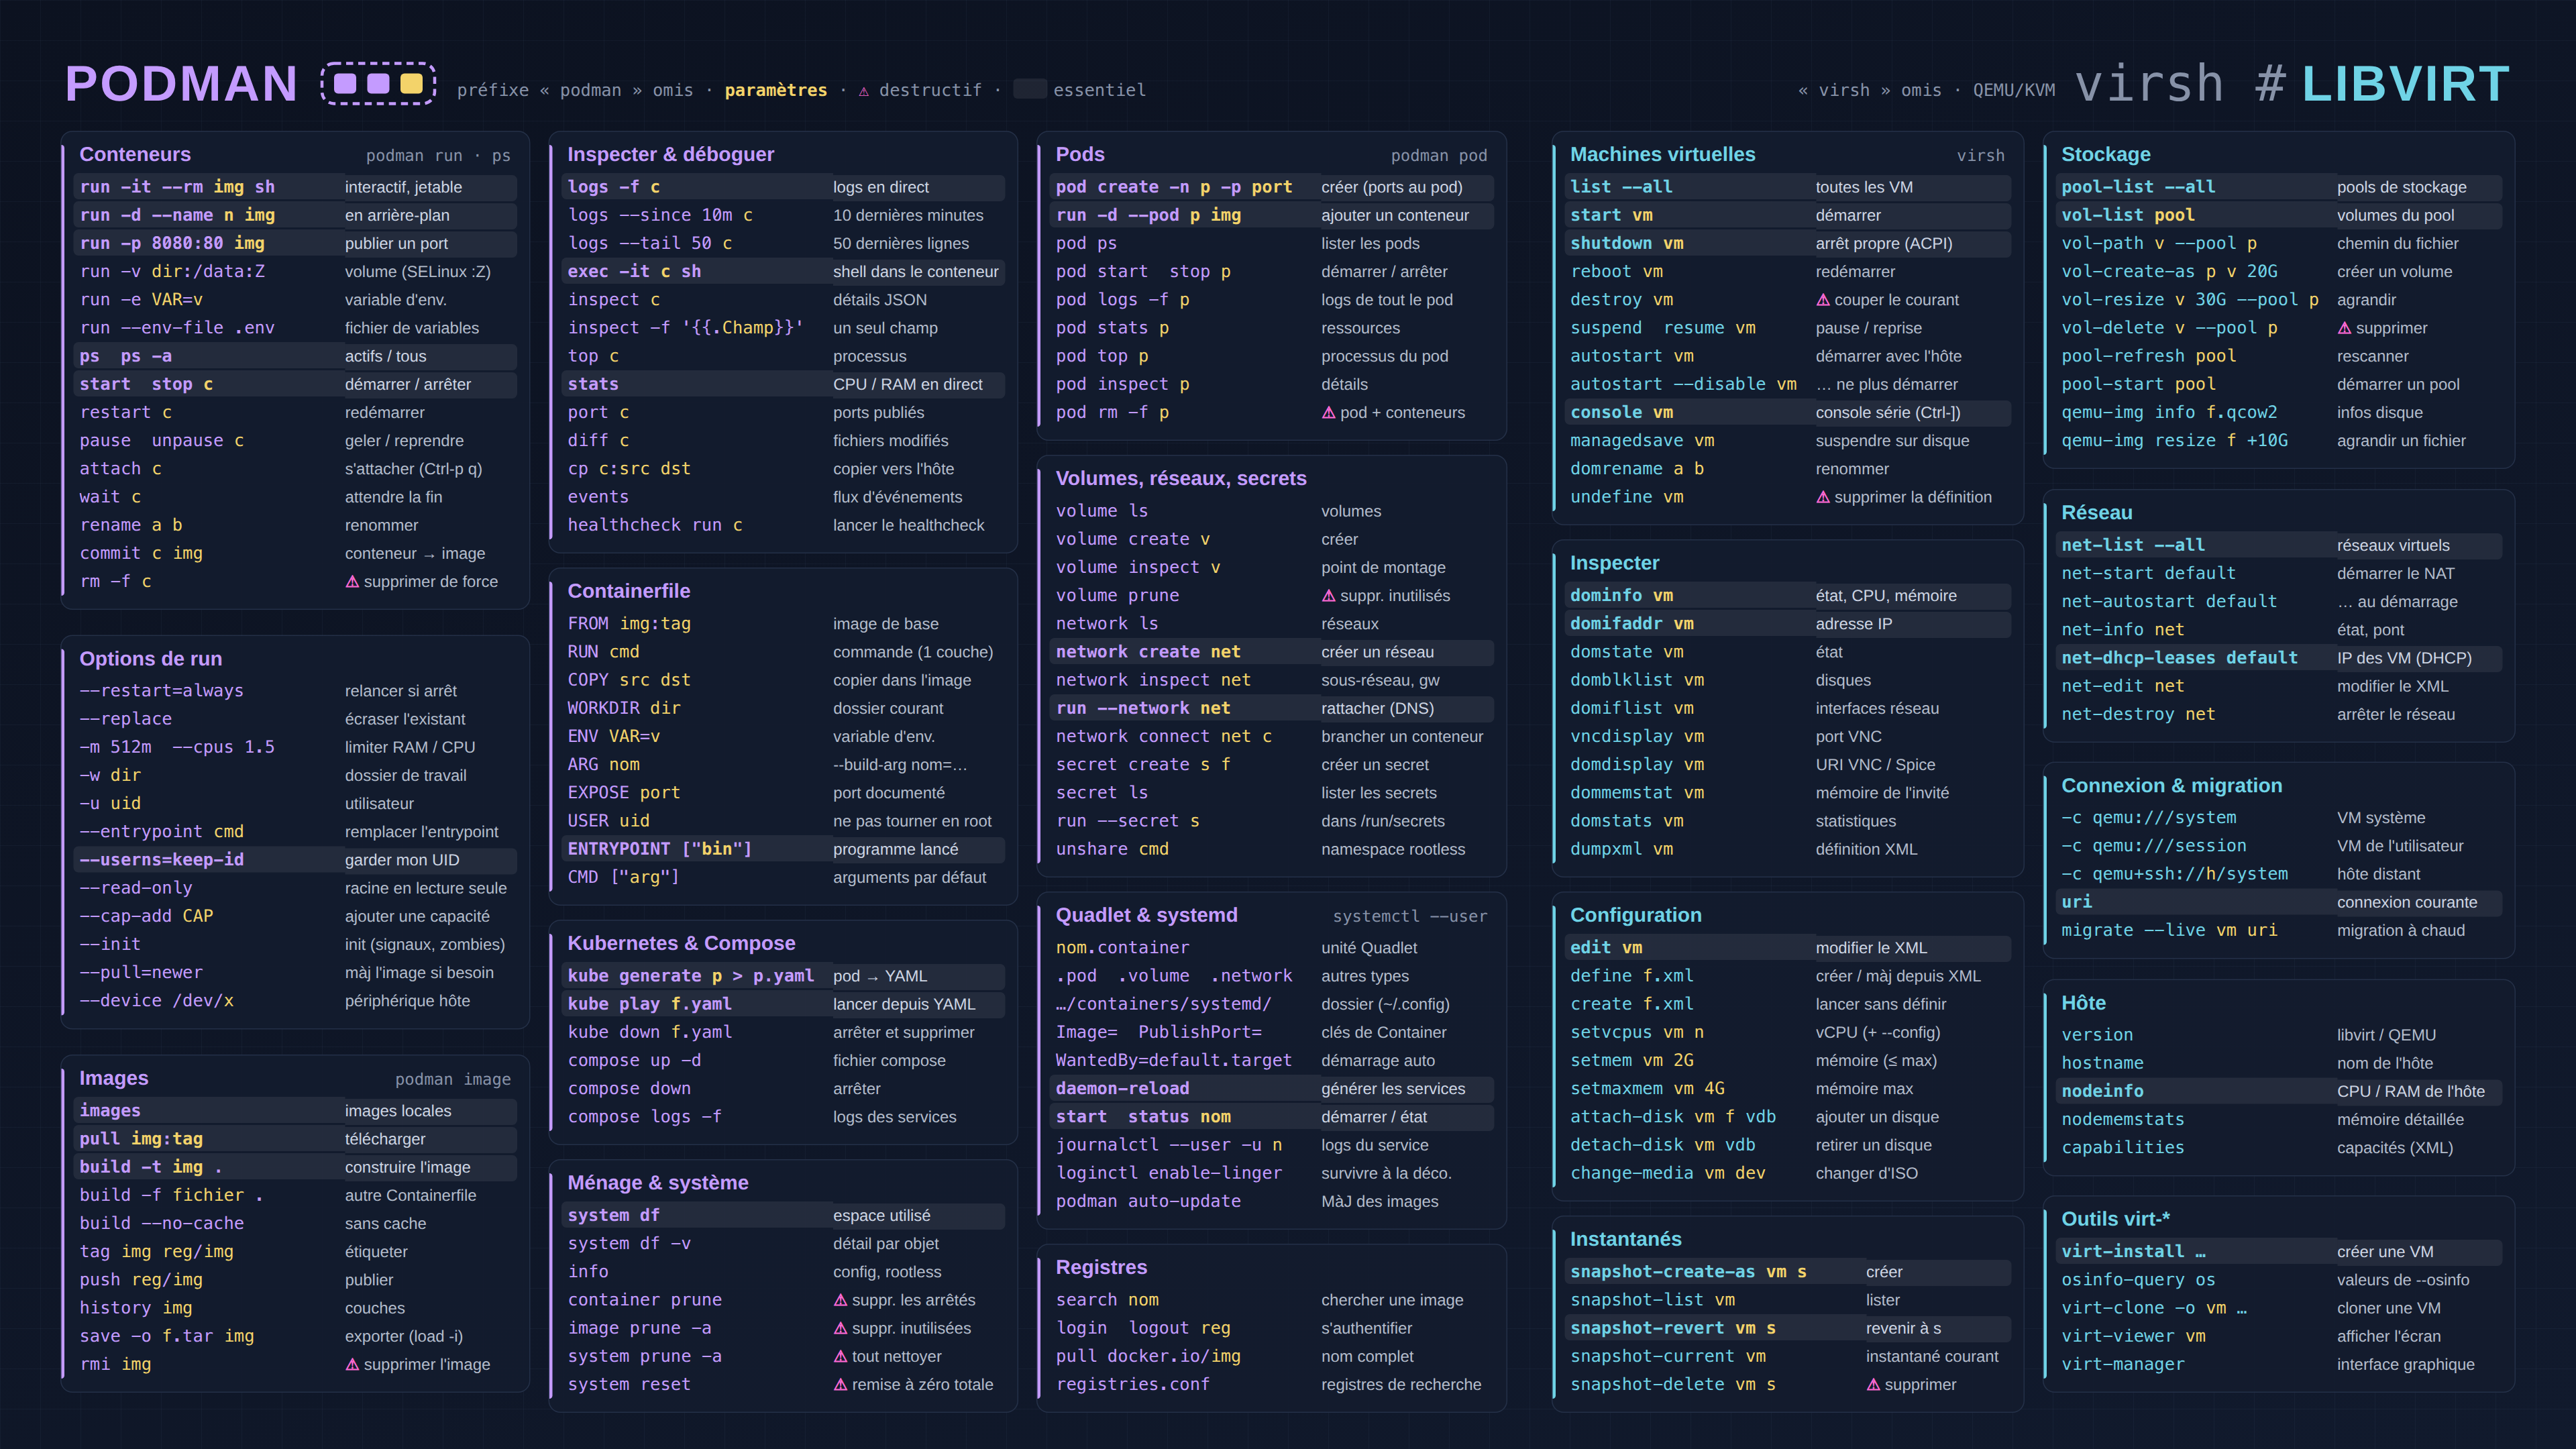 PODMAN préfixe « podman » omis · paramètres · ⚠ destructif · essentiel
« virsh » omis · QEMU/KVM virsh # LIBVIRT
Conteneurs podman run · ps
run -it --rm img sh interactif, jetable
run -d --name n img en arrière-plan
run -p 8080:80 img publier un port
run -v dir:/data:Z volume (SELinux :Z)
run -e VAR=v variable d'env.
run --env-file .env fichier de variables
ps ps -a actifs / tous
start stop c démarrer / arrêter
restart c redémarrer
pause unpause c geler / reprendre
attach c s'attacher (Ctrl-p q)
wait c attendre la fin
rename a b renommer
commit c img conteneur → image
rm -f c ⚠ supprimer de force
Options de run
--restart=always relancer si arrêt
--replace écraser l'existant
-m 512m --cpus 1.5 limiter RAM / CPU
-w dir dossier de travail
-u uid utilisateur
--entrypoint cmd remplacer l'entrypoint
--userns=keep-id garder mon UID
--read-only racine en lecture seule
--cap-add CAP ajouter une capacité
--init init (signaux, zombies)
--pull=newer màj l'image si besoin
--device /dev/x périphérique hôte
Images podman image
images images locales
pull img:tag télécharger
build -t img . construire l'image
build -f fichier . autre Containerfile
build --no-cache sans cache
tag img reg/img étiqueter
push reg/img publier
history img couches
save -o f.tar img exporter (load -i)
rmi img ⚠ supprimer l'image
Inspecter & déboguer
logs -f c logs en direct
logs --since 10m c 10 dernières minutes
logs --tail 50 c 50 dernières lignes
exec -it c sh shell dans le conteneur
inspect c détails JSON
inspect -f '{{.Champ}}' un seul champ
top c processus
stats CPU / RAM en direct
port c ports publiés
diff c fichiers modifiés
cp c:src dst copier vers l'hôte
events flux d'événements
healthcheck run c lancer le healthcheck
Containerfile
FROM img:tag image de base
RUN cmd commande (1 couche)
COPY src dst copier dans l'image
WORKDIR dir dossier courant
ENV VAR=v variable d'env.
ARG nom --build-arg nom=…
EXPOSE port port documenté
USER uid ne pas tourner en root
ENTRYPOINT ["bin"] programme lancé
CMD ["arg"] arguments par défaut
Kubernetes & Compose
kube generate p > p.yaml pod → YAML
kube play f.yaml lancer depuis YAML
kube down f.yaml arrêter et supprimer
compose up -d fichier compose
compose down arrêter
compose logs -f logs des services
Ménage & système
system df espace utilisé
system df -v détail par objet
info config, rootless
container prune ⚠ suppr. les arrêtés
image prune -a ⚠ suppr. inutilisées
system prune -a ⚠ tout nettoyer
system reset ⚠ remise à zéro totale
Pods podman pod
pod create -n p -p port créer (ports au pod)
run -d --pod p img ajouter un conteneur
pod ps lister les pods
pod start stop p démarrer / arrêter
pod logs -f p logs de tout le pod
pod stats p ressources
pod top p processus du pod
pod inspect p détails
pod rm -f p ⚠ pod + conteneurs
Volumes, réseaux, secrets
volume ls volumes
volume create v créer
volume inspect v point de montage
volume prune ⚠ suppr. inutilisés
network ls réseaux
network create net créer un réseau
network inspect net sous-réseau, gw
run --network net rattacher (DNS)
network connect net c brancher un conteneur
secret create s f créer un secret
secret ls lister les secrets
run --secret s dans /run/secrets
unshare cmd namespace rootless
Quadlet & systemd systemctl --user
nom.container unité Quadlet
.pod .volume .network autres types
…/containers/systemd/ dossier (~/.config)
Image= PublishPort= clés de Container
WantedBy=default.target démarrage auto
daemon-reload générer les services
start status nom démarrer / état
journalctl --user -u n logs du service
loginctl enable-linger survivre à la déco.
podman auto-update MàJ des images
Registres
search nom chercher une image
login logout reg s'authentifier
pull docker.io/img nom complet
registries.conf registres de recherche
Machines virtuelles virsh
list --all toutes les VM
start vm démarrer
shutdown vm arrêt propre (ACPI)
reboot vm redémarrer
destroy vm ⚠ couper le courant
suspend resume vm pause / reprise
autostart vm démarrer avec l'hôte
autostart --disable vm … ne plus démarrer
console vm console série (Ctrl-])
managedsave vm suspendre sur disque
domrename a b renommer
undefine vm ⚠ supprimer la définition
Inspecter
dominfo vm état, CPU, mémoire
domifaddr vm adresse IP
domstate vm état
domblklist vm disques
domiflist vm interfaces réseau
vncdisplay vm port VNC
domdisplay vm URI VNC / Spice
dommemstat vm mémoire de l'invité
domstats vm statistiques
dumpxml vm définition XML
Configuration
edit vm modifier le XML
define f.xml créer / màj depuis XML
create f.xml lancer sans définir
setvcpus vm n vCPU (+ --config)
setmem vm 2G mémoire (≤ max)
setmaxmem vm 4G mémoire max
attach-disk vm f vdb ajouter un disque
detach-disk vm vdb retirer un disque
change-media vm dev changer d'ISO
Instantanés
snapshot-create-as vm s créer
snapshot-list vm lister
snapshot-revert vm s revenir à s
snapshot-current vm instantané courant
snapshot-delete vm s ⚠ supprimer
Stockage
pool-list --all pools de stockage
vol-list pool volumes du pool
vol-path v --pool p chemin du fichier
vol-create-as p v 20G créer un volume
vol-resize v 30G --pool p agrandir
vol-delete v --pool p ⚠ supprimer
pool-refresh pool rescanner
pool-start pool démarrer un pool
qemu-img info f.qcow2 infos disque
qemu-img resize f +10G agrandir un fichier
Réseau
net-list --all réseaux virtuels
net-start default démarrer le NAT
net-autostart default … au démarrage
net-info net état, pont
net-dhcp-leases default IP des VM (DHCP)
net-edit net modifier le XML
net-destroy net arrêter le réseau
Connexion & migration
-c qemu:///system VM système
-c qemu:///session VM de l'utilisateur
-c qemu+ssh://h/system hôte distant
uri connexion courante
migrate --live vm uri migration à chaud
Hôte
version libvirt / QEMU
hostname nom de l'hôte
nodeinfo CPU / RAM de l'hôte
nodememstats mémoire détaillée
capabilities capacités (XML)
Outils virt-*
virt-install … créer une VM
osinfo-query os valeurs de --osinfo
virt-clone -o vm … cloner une VM
virt-viewer vm afficher l'écran
virt-manager interface graphique